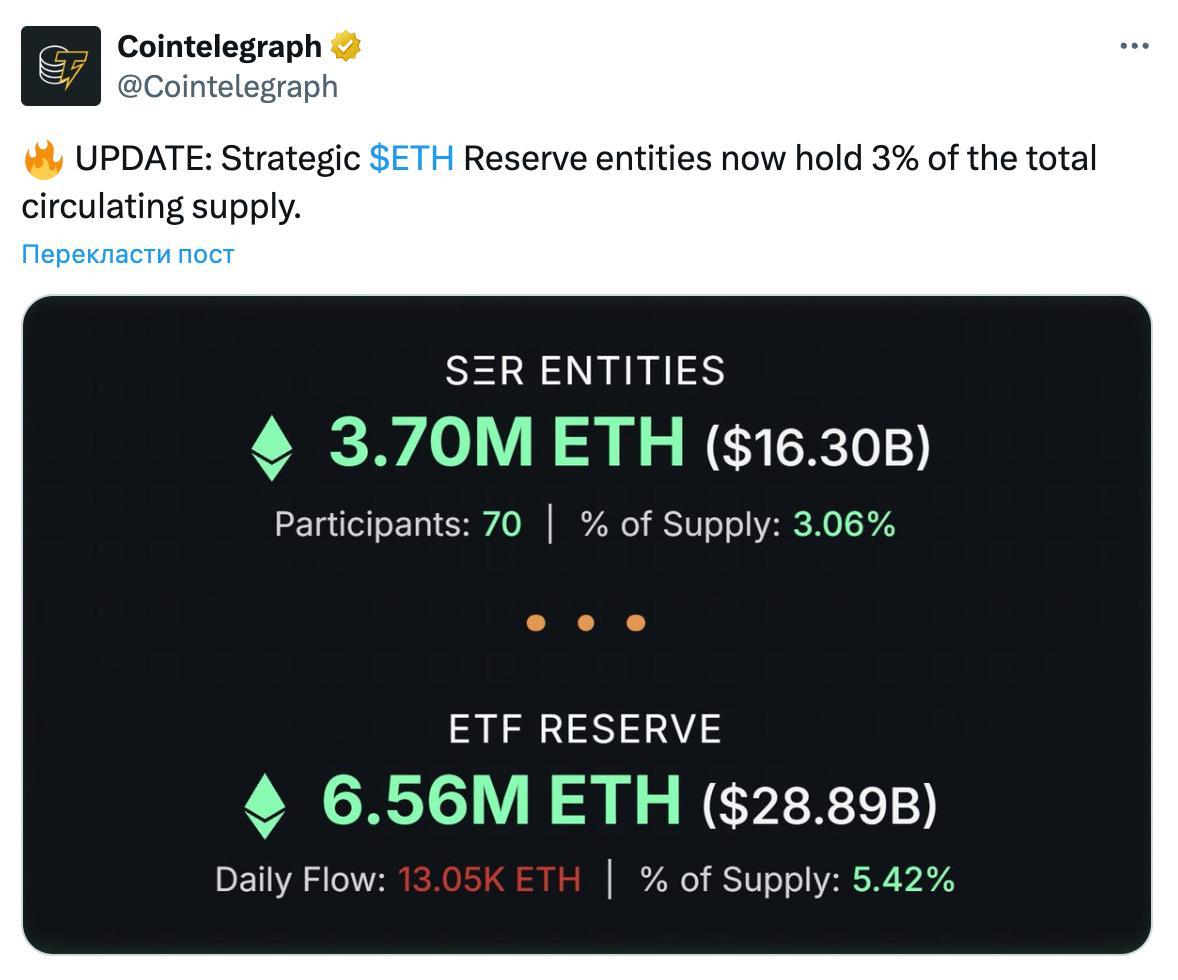 Cointelegraph
@Cointelegraph
🔥 UPDATE: Strategic $ETH Reserve entities now hold 3% of the total
circulating supply.
Перекласти пост
SΞR ENTITIES
3.70M ETH ($16.30B)
Participants: 70 | % of Supply: 3.06%
ETF RESERVE
6.56M ETH ($28.89B)
Daily Flow: 13.05K ETH | % of Supply: 5.42%